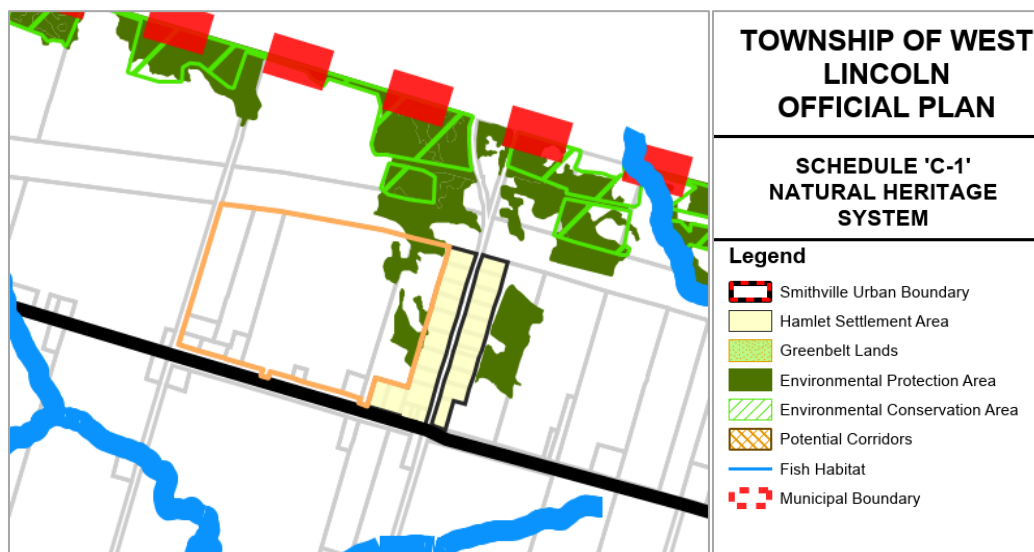 TOWNSHIP OF WEST
LINCOLN
OFFICIAL PLAN
SCHEDULE 'C-1'
NATURAL HERITAGE
SYSTEM
Legend
Smithville Urban Boundary
Hamlet Settlement Area
Greenbelt Lands
Environmental Protection Area
Environmental Conservation Area
Potential Corridors
Fish Habitat
Municipal Boundary